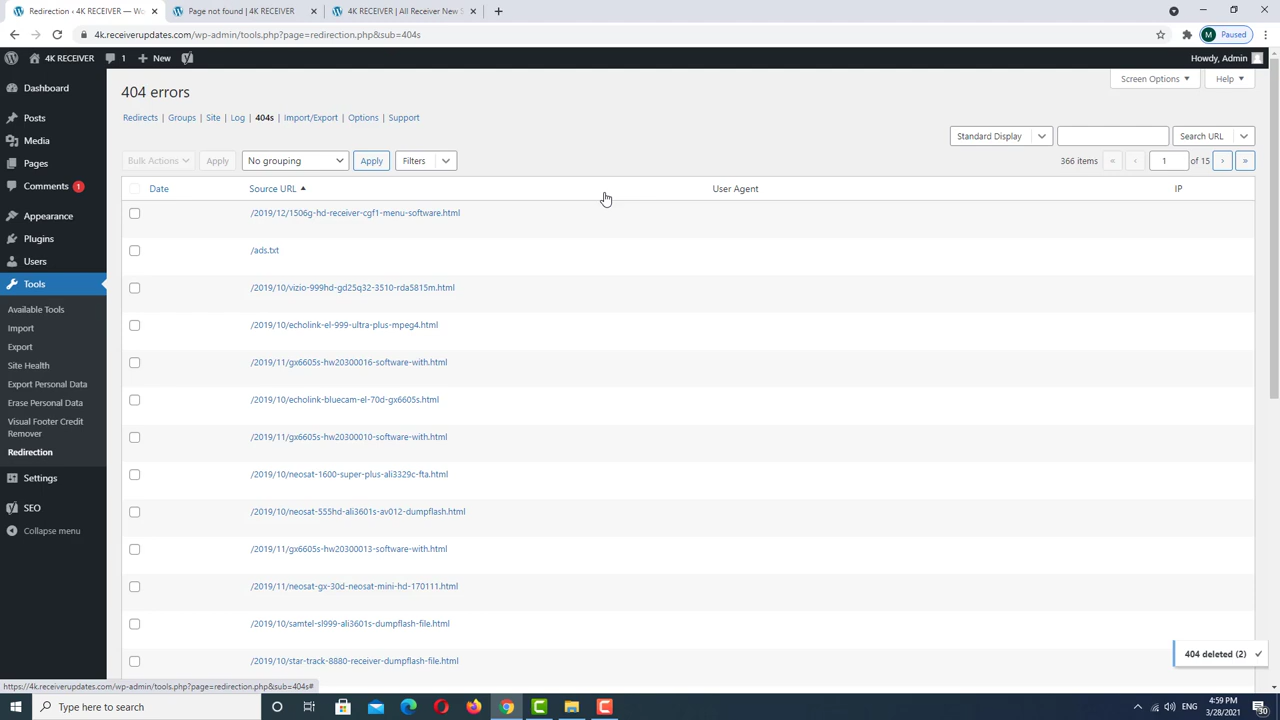 Redirection ‹ 4K RECEIVER — Wo
Page not found | 4K RECEIVER
4K RECEIVER | All Receiver New S
4k.receiverupdates.com/wp-admin/tools.php?page=redirection.php&sub=404s
M
Paused
4K RECEIVER
1
New
Howdy, Admin
Dashboard
Posts
Media
Pages
Comments 1
Appearance
Plugins
Users
Tools
Available Tools
Import
Export
Site Health
Export Personal Data
Erase Personal Data
Visual Footer Credit
Remover
Redirection
Settings
SEO
Collapse menu
Screen Options
Help
404 errors
Redirects | Groups | Site | Log | 404s | Import/Export | Options | Support
Standard Display
Search URL
Bulk Actions
Apply
No grouping
Apply
Filters
366 items « ‹ 1 of 15 › »
Date
Source URL
User Agent
IP
/2019/12/1506g-hd-receiver-cgf1-menu-software.html
/ads.txt
/2019/10/vizio-999hd-gd25q32-3510-rda5815m.html
/2019/10/echolink-el-999-ultra-plus-mpeg4.html
/2019/11/gx6605s-hw20300016-software-with.html
/2019/10/echolink-bluecam-el-70d-gx6605s.html
/2019/11/gx6605s-hw20300010-software-with.html
/2019/10/neosat-1600-super-plus-ali3329c-fta.html
/2019/10/neosat-555hd-ali3601s-av012-dumpflash.html
/2019/11/gx6605s-hw20300013-software-with.html
/2019/11/neosat-gx-30d-neosat-mini-hd-170111.html
/2019/10/samtel-sl999-ali3601s-dumpflash-file.html
/2019/10/star-track-8880-receiver-dumpflash-file.html
404 deleted (2)
https://4k.receiverupdates.com/wp-admin/tools.php?page=redirection.php&sub=404s#
Type here to search
4:59 PM
3/28/2021
30